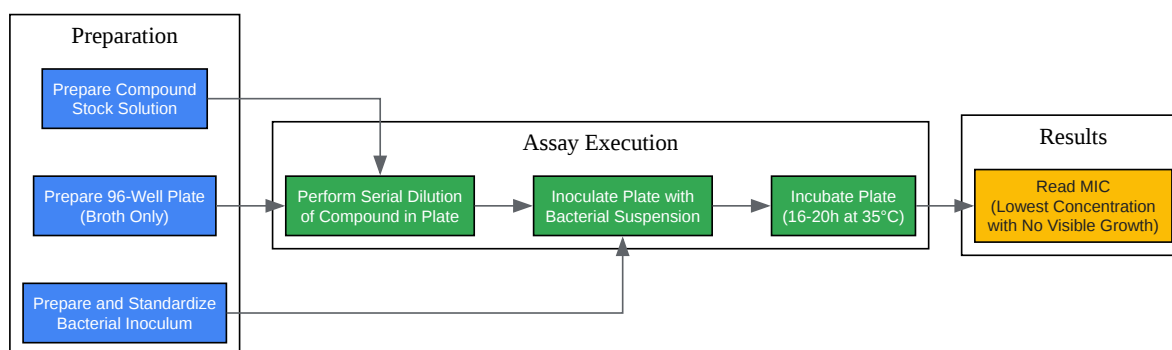 Preparation
Prepare Compound
Stock Solution
Prepare 96-Well Plate
(Broth Only)
Prepare and Standardize
Bacterial Inoculum
Assay Execution
Perform Serial Dilution
of Compound in Plate
Inoculate Plate with
Bacterial Suspension
Incubate Plate
(16-20h at 35°C)
Results
Read MIC
(Lowest Concentration
with No Visible Growth)